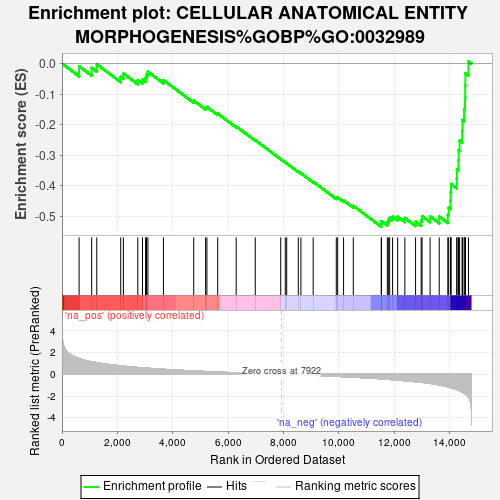 Enrichment plot: CELLULAR ANATOMICAL ENTITY
MORPHOGENESIS%GOBP%GO:0032989
Enrichment score (ES)
0.0
-0.1
-0.2
-0.3
-0.4
-0.5
'na_pos' (positively correlated)
Ranked list metric (PreRanked)
4
2
0
-2
-4
Zero cross at 7922
'na_neg' (negatively correlated)
0
2,000
4,000
6,000
8,000
10,000
12,000
14,000
Rank in Ordered Dataset
Enrichment profile
Hits
Ranking metric scores